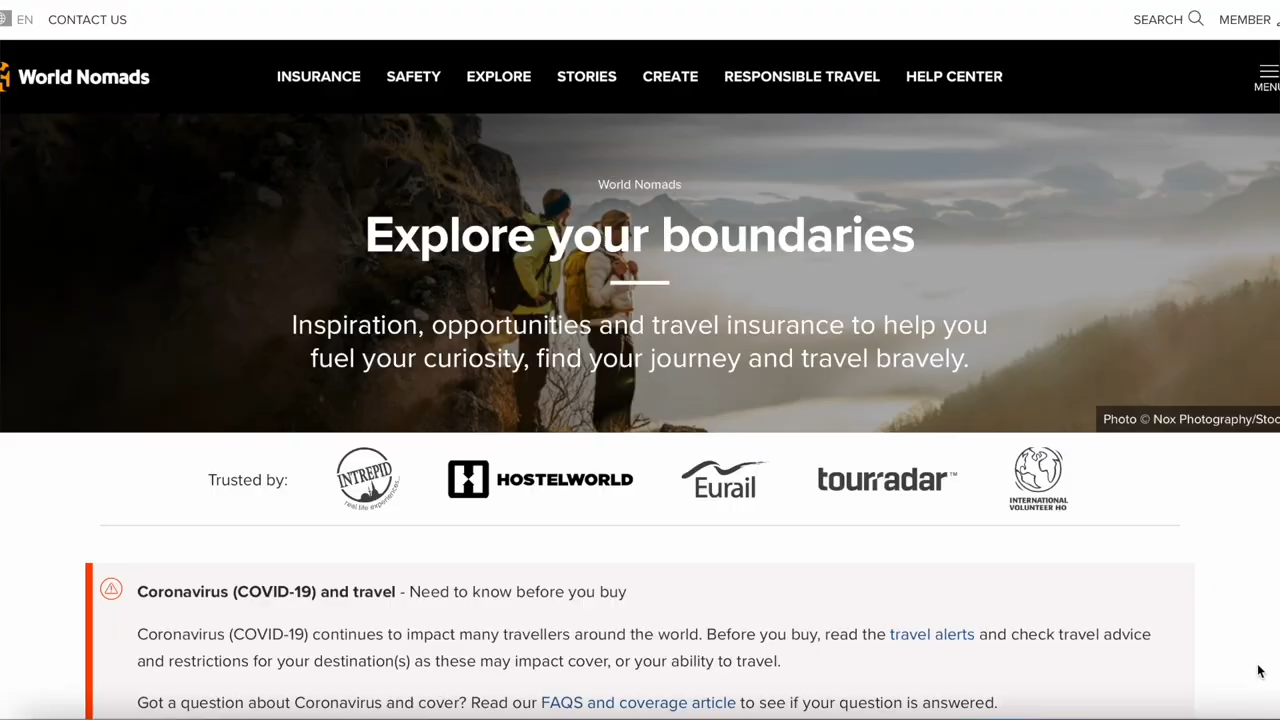 EN CONTACT US
SEARCH MEMBER
World Nomads
INSURANCE SAFETY EXPLORE STORIES CREATE RESPONSIBLE TRAVEL HELP CENTER
MENU
World Nomads
Explore your boundaries
Inspiration, opportunities and travel insurance to help you
fuel your curiosity, find your journey and travel bravely.
Photo © Nox Photography/Stoc
Trusted by:
INTREPID
real life experiences...
HOSTELWORLD
Eurail
tourradar™
INTERNATIONAL
VOLUNTEER HQ
Coronavirus (COVID-19) and travel - Need to know before you buy
Coronavirus (COVID-19) continues to impact many travellers around the world. Before you buy, read the travel alerts and check travel advice
and restrictions for your destination(s) as these may impact cover, or your ability to travel.
Got a question about Coronavirus and cover? Read our FAQS and coverage article to see if your question is answered.